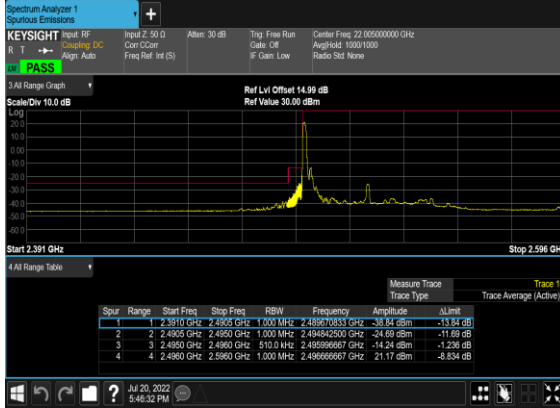 Spectrum Analyzer 1
Spurious Emissions
+
KEYSIGHT Input: RF Input Z: 50 Ω Atten: 30 dB Trig: Free Run Center Freq: 22.005000000 GHz
R T Coupling: DC Corr CCorr Gate: Off Avg|Hold: 1000/1000
Align: Auto Freq Ref: Int (S) IF Gain: Low Radio Std: None
PASS
3 All Range Graph
Ref Lvl Offset 14.99 dB
Scale/Div 10.0 dB Ref Value 30.00 dBm
Log
20.0
10.0
0.00
-10.0
-20.0
-30.0
-40.0
-50.0
-60.0
Start 2.391 GHz Stop 2.596 GH
4 All Range Table
Measure Trace Trace 1
Trace Type Trace Average (Active)
Spur Range Start Freq Stop Freq RBW Frequency Amplitude ΔLimit
1 1 2.3910 GHz 2.4905 GHz 1.000 MHz 2.489670833 GHz -38.84 dBm -13.84 dB
2 2 2.4905 GHz 2.4950 GHz 1.000 MHz 2.494842500 GHz -24.69 dBm -11.69 dB
3 3 2.4950 GHz 2.4960 GHz 510.0 kHz 2.495996667 GHz -14.24 dBm -1.236 dB
4 4 2.4960 GHz 2.5960 GHz 1.000 MHz 2.496666667 GHz 21.17 dBm -8.834 dB
? Jul 20, 2022
5:46:32 PM